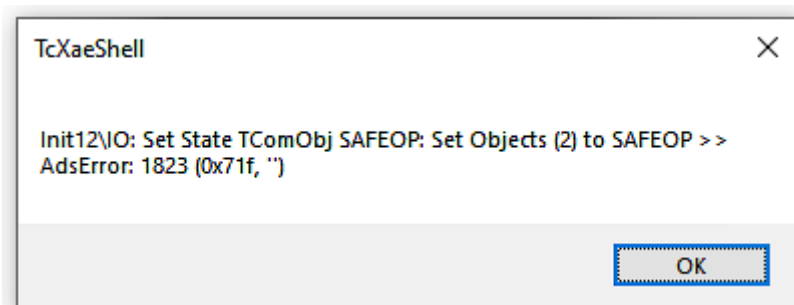 TcXaeShell
Init12\IO: Set State TComObj SAFEOP: Set Objects (2) to SAFEOP >>
AdsError: 1823 (0x71f, '')
OK